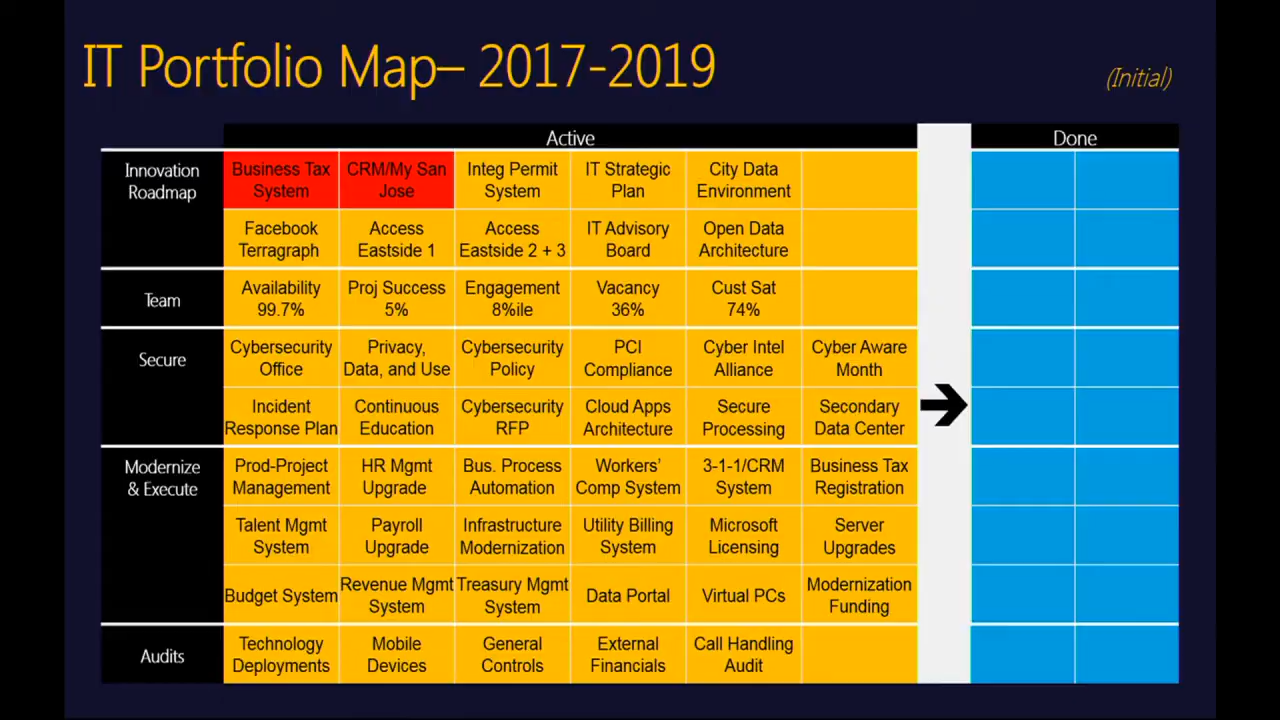 IT Portfolio Map– 2017-2019
(Initial)
Active
Done
Innovation
Roadmap
Business Tax
System
CRM/My San
Jose
Integ Permit
System
IT Strategic
Plan
City Data
Environment
Facebook
Terragraph
Access
Eastside 1
Access
Eastside 2 + 3
IT Advisory
Board
Open Data
Architecture
Team
Availability
99.7%
Proj Success
5%
Engagement
8%ile
Vacancy
36%
Cust Sat
74%
Secure
Cybersecurity
Office
Privacy,
Data, and Use
Cybersecurity
Policy
PCI
Compliance
Cyber Intel
Alliance
Cyber Aware
Month
Incident
Response Plan
Continuous
Education
Cybersecurity
RFP
Cloud Apps
Architecture
Secure
Processing
Secondary
Data Center
Modernize
& Execute
Prod-Project
Management
HR Mgmt
Upgrade
Bus. Process
Automation
Workers’
Comp System
3-1-1/CRM
System
Business Tax
Registration
Talent Mgmt
System
Payroll
Upgrade
Infrastructure
Modernization
Utility Billing
System
Microsoft
Licensing
Server
Upgrades
Budget System
Revenue Mgmt
System
Treasury Mgmt
System
Data Portal
Virtual PCs
Modernization
Funding
Audits
Technology
Deployments
Mobile
Devices
General
Controls
External
Financials
Call Handling
Audit